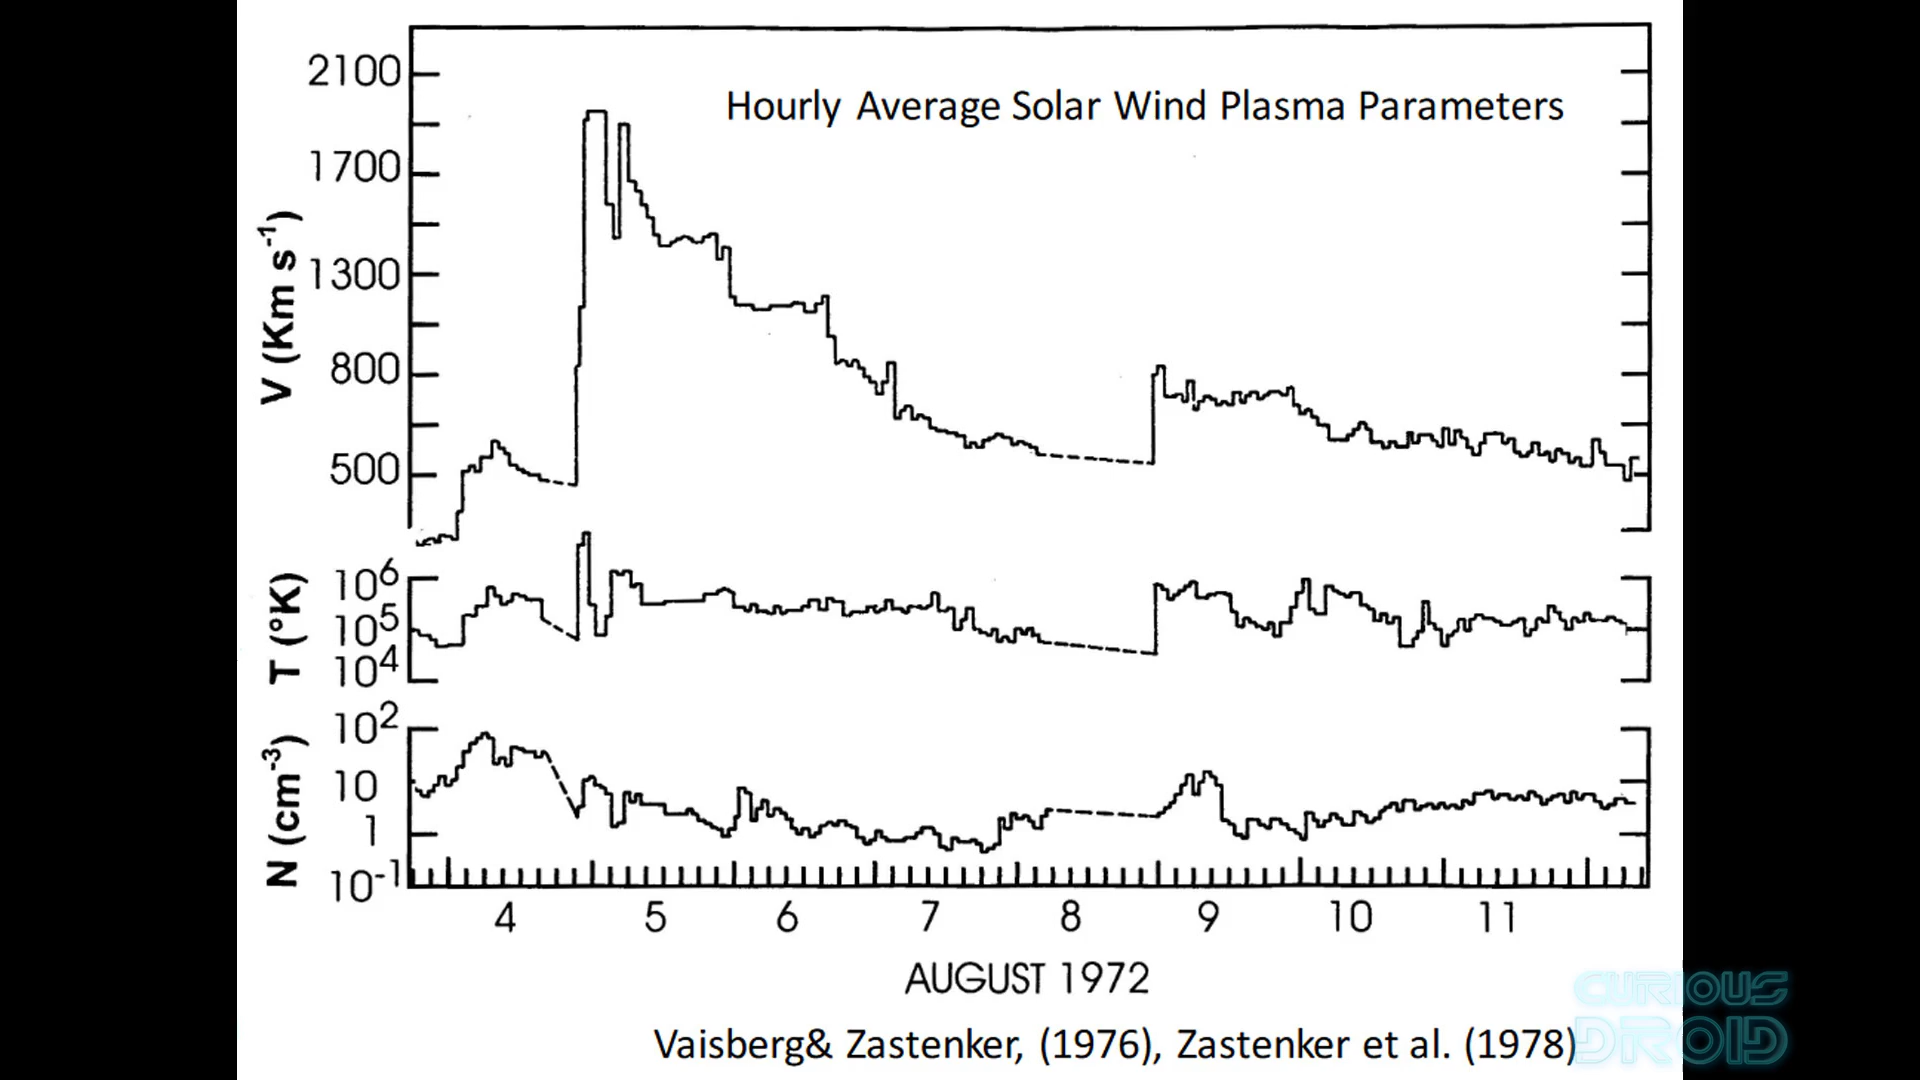 Hourly Average Solar Wind Plasma Parameters
V (Km s⁻¹)
2100
1700
1300
800
500
T (°K)
10⁶
10⁵
10⁴
N (cm⁻³)
10²
10
1
10⁻¹
4 5 6 7 8 9 10 11
AUGUST 1972
Vaisberg& Zastenker, (1976), Zastenker et al. (1978)
CURIOUS
DROID